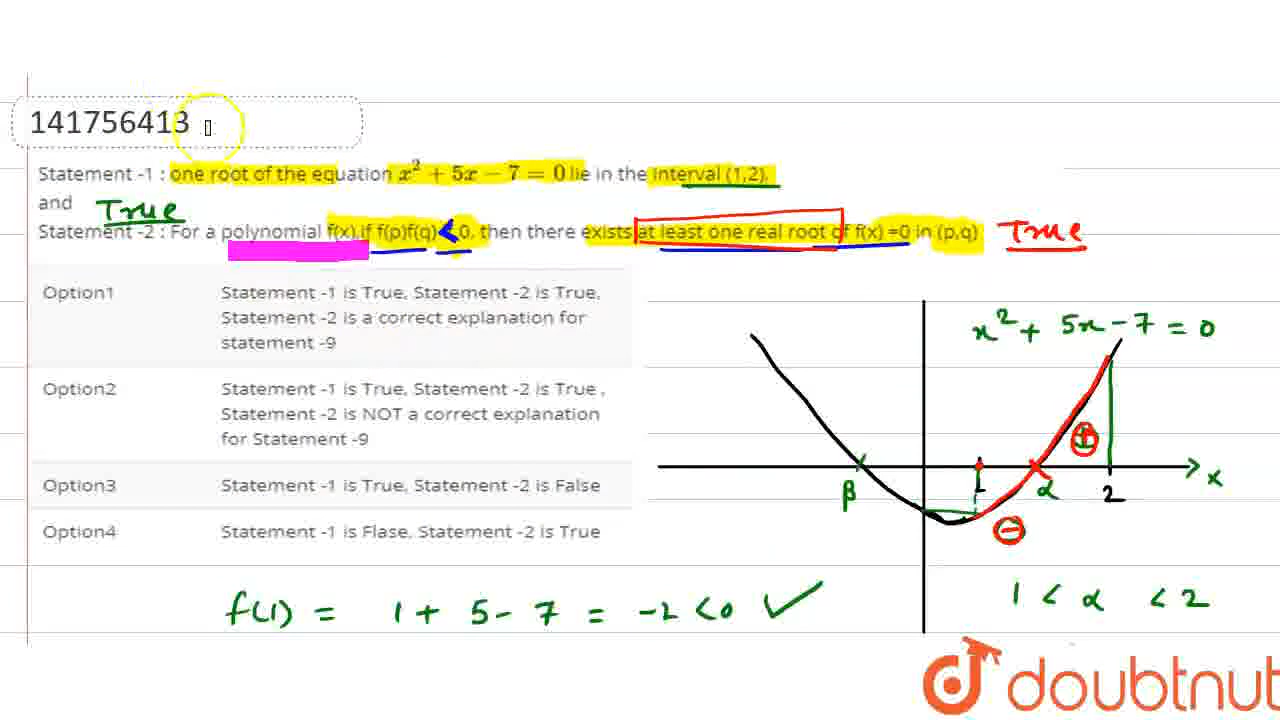 141756413
Statement -1 : one root of the equation x² + 5x − 7 = 0 lie in the interval (1,2).
and
True
Statement -2 : For a polynomial f(x),if f(p)f(q) < 0, then there exists at least one real root of f(x) =0 in (p,q)
True
Option1
Statement -1 is True, Statement -2 is True,
Statement -2 is a correct explanation for
statement -9
Option2
Statement -1 is True, Statement -2 is True ,
Statement -2 is NOT a correct explanation
for Statement -9
Option3
Statement -1 is True, Statement -2 is False
Option4
Statement -1 is Flase, Statement -2 is True
x² + 5x − 7 = 0
+
β
1
α
2
x
−
f(1) = 1 + 5 − 7 = −2 < 0 ✓
1 < α < 2
doubtnut